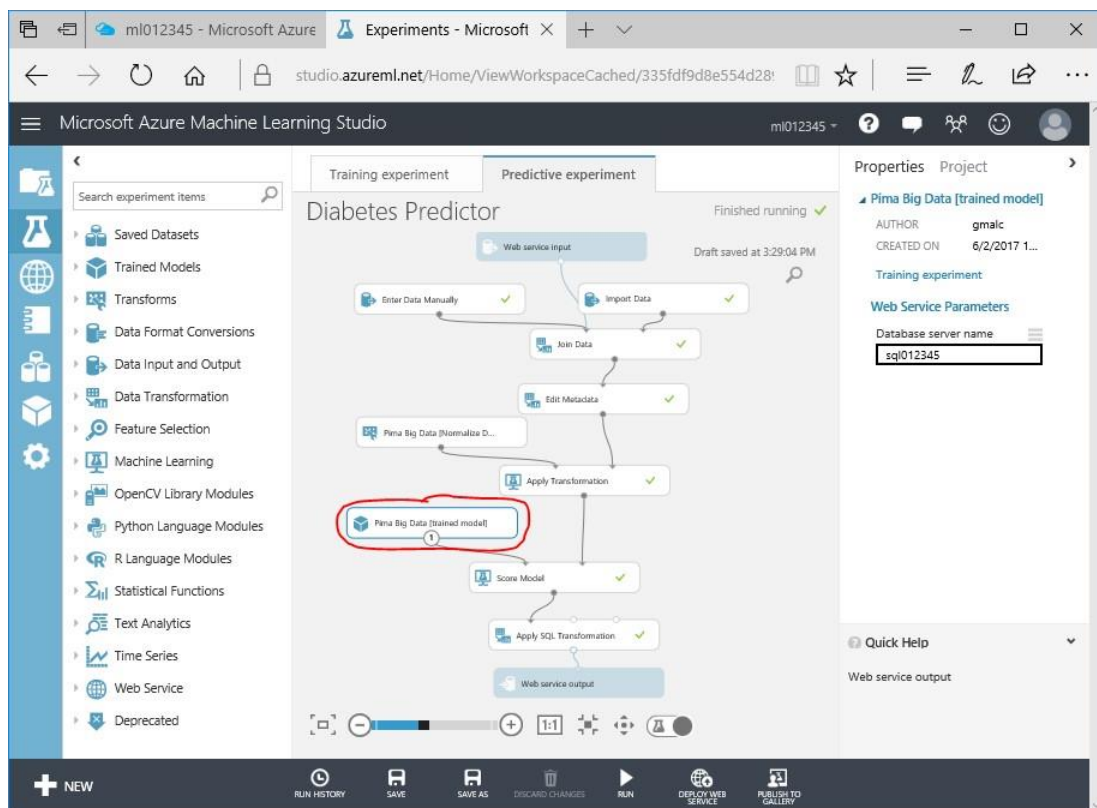 ml012345 - Microsoft Azure
Experiments - Microsoft
studio.azureml.net/Home/ViewWorkspaceCached/335fdf9d8e554d28
Microsoft Azure Machine Learning Studio
ml012345
Search experiment items
Saved Datasets
Trained Models
Transforms
Data Format Conversions
Data Input and Output
Data Transformation
Feature Selection
Machine Learning
OpenCV Library Modules
Python Language Modules
R Language Modules
Statistical Functions
Text Analytics
Time Series
Web Service
Deprecated
Training experiment
Predictive experiment
Diabetes Predictor
Finished running
Draft saved at 3:29:04 PM
Web service input
Enter Data Manually
Import Data
Join Data
Edit Metadata
Pima Big Data [Normalize D...
Apply Transformation
Pima Big Data [trained model]
1
Score Model
Apply SQL Transformation
Web service output
1:1
Properties
Project
Pima Big Data [trained model]
AUTHOR gmalc
CREATED ON 6/2/2017 1...
Training experiment
Web Service Parameters
Database server name
sql012345
Quick Help
Web service output
NEW
RUN HISTORY
SAVE
SAVE AS
DISCARD CHANGES
RUN
DEPLOY WEB SERVICE
PUBLISH TO GALLERY